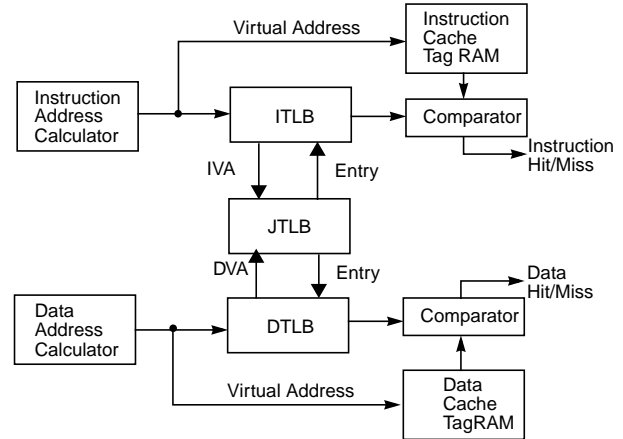 Virtual Address
Instruction
Cache
Tag RAM
Instruction
Address
Calculator
ITLB
Comparator
Instruction
Hit/Miss
IVA
Entry
JTLB
DVA
Entry
Data
Hit/Miss
Data
Address
Calculator
DTLB
Comparator
Virtual Address
Data
Cache
TagRAM